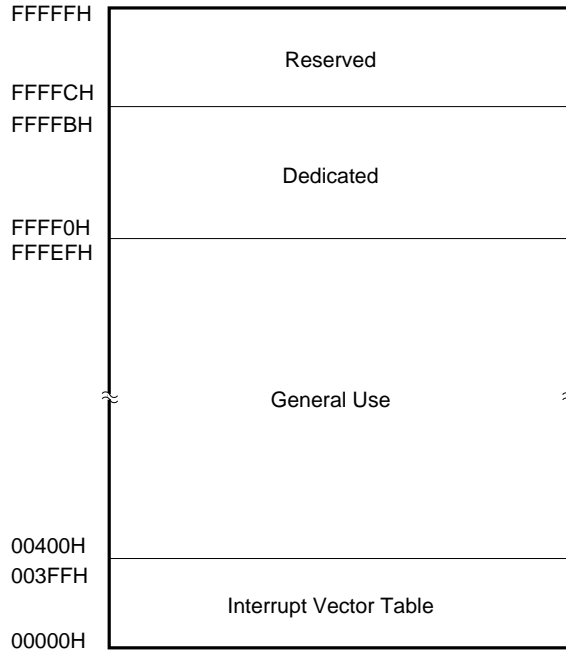 FFFFFH
Reserved
FFFFCH
FFFFBH
Dedicated
FFFF0H
FFFEFH
General Use
00400H
003FFH
Interrupt Vector Table
00000H